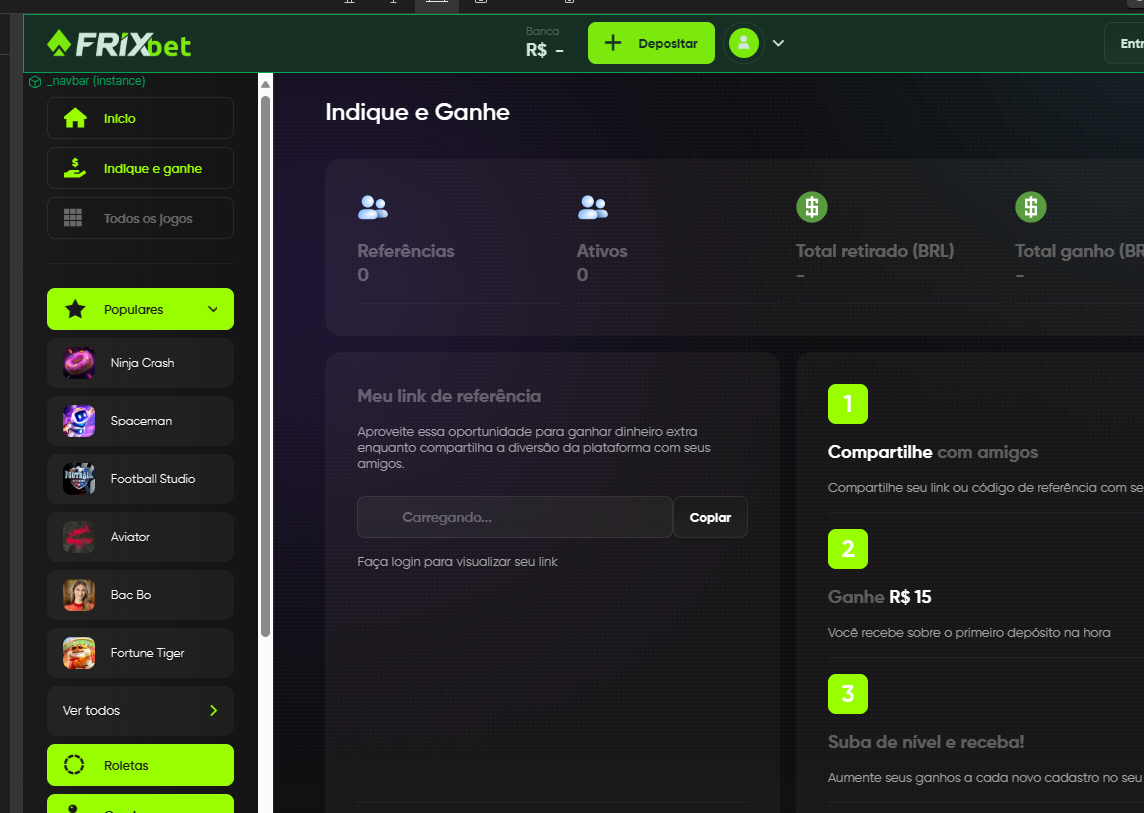 FRIXbet
Banca
R$ –
Depositar
Entr
_navbar (instance)
Início
Indique e ganhe
Todos os jogos
Populares
Ninja Crash
Spaceman
Football Studio
Aviator
Bac Bo
Fortune Tiger
Ver todos
Roletas
Indique e Ganhe
Referências
0
Ativos
0
Total retirado (BRL)
–
Total ganho (BR
–
Meu link de referência
Aproveite essa oportunidade para ganhar dinheiro extra
enquanto compartilha a diversão da plataforma com seus
amigos.
Carregando...
Copiar
Faça login para visualizar seu link
1
Compartilhe com amigos
Compartilhe seu link ou código de referência com se
2
Ganhe R$ 15
Você recebe sobre o primeiro depósito na hora
3
Suba de nível e receba!
Aumente seus ganhos a cada novo cadastro no seu